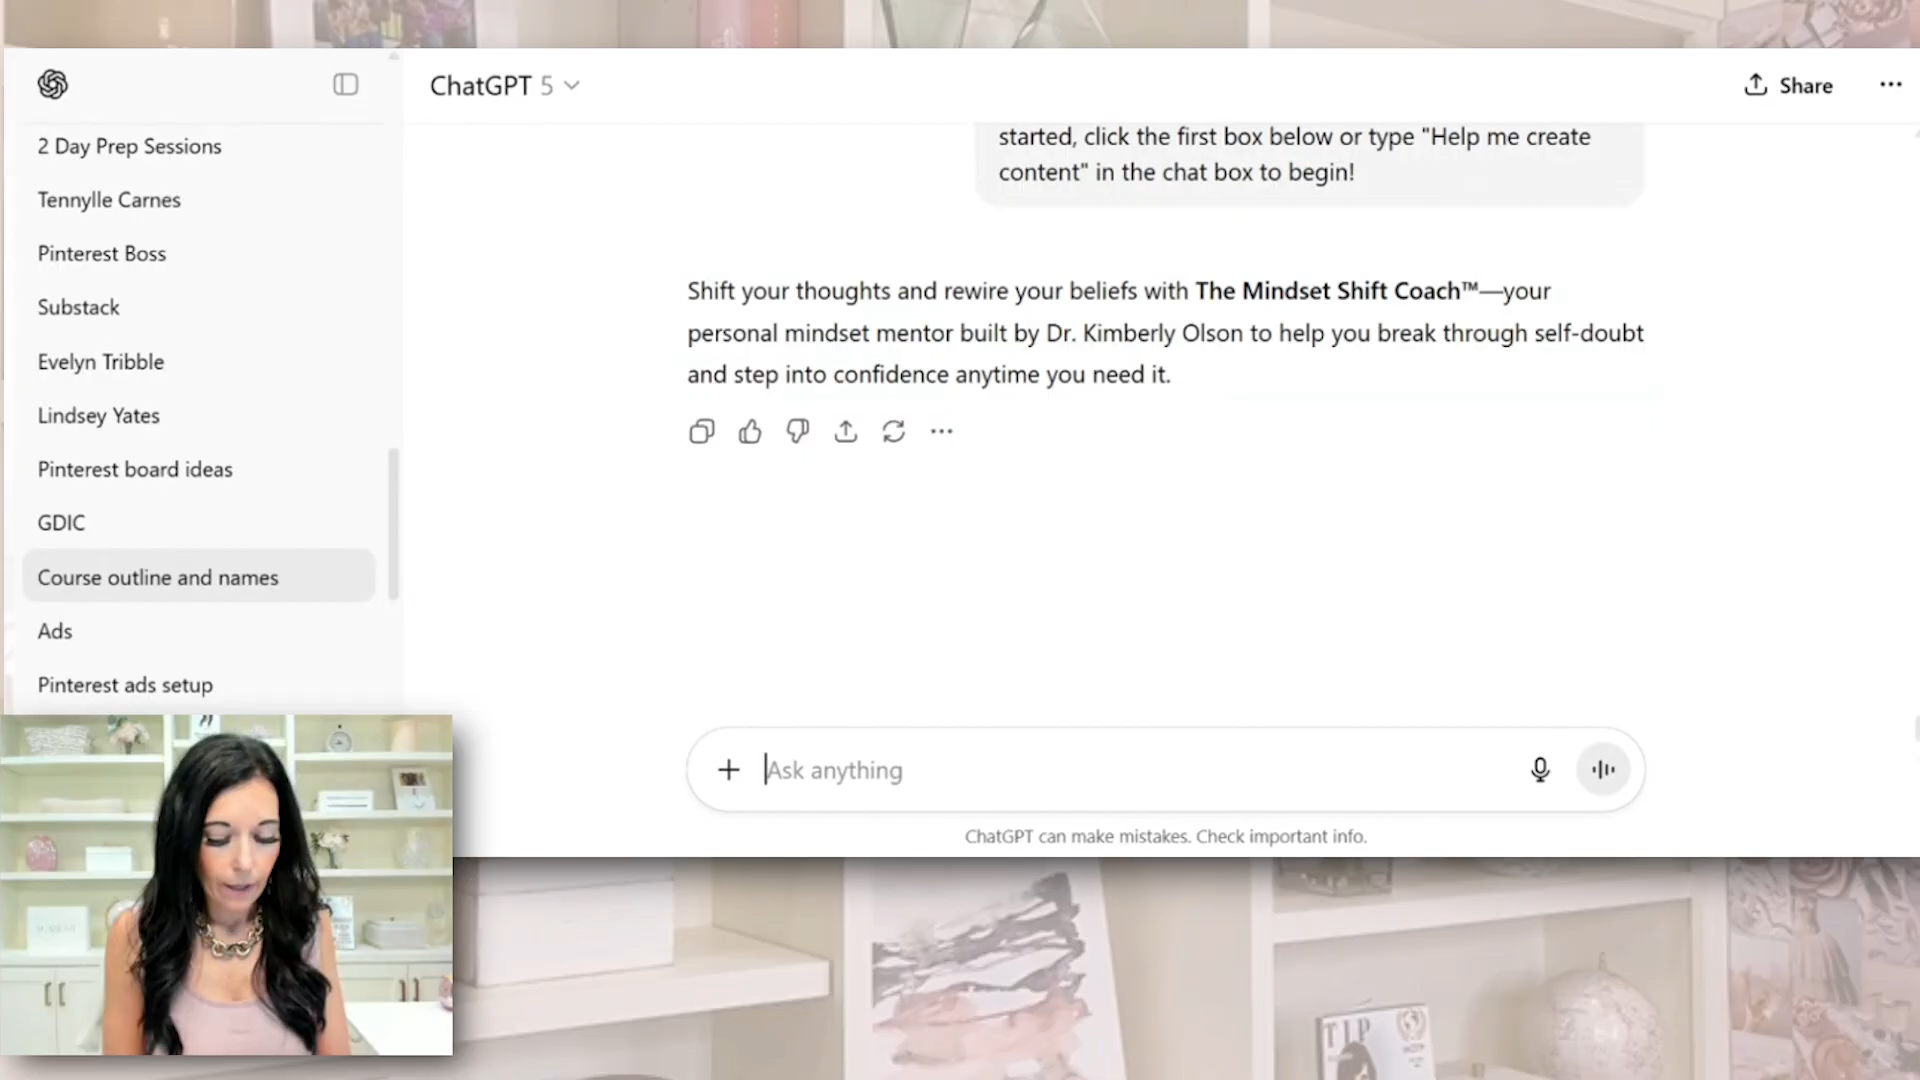 ChatGPT 5
Share
2 Day Prep Sessions
Tennylle Carnes
Pinterest Boss
Substack
Evelyn Tribble
Lindsey Yates
Pinterest board ideas
GDIC
Course outline and names
Ads
Pinterest ads setup
started, click the first box below or type "Help me create
content" in the chat box to begin!
Shift your thoughts and rewire your beliefs with The Mindset Shift Coach™—your
personal mindset mentor built by Dr. Kimberly Olson to help you break through self-doubt
and step into confidence anytime you need it.
Ask anything
ChatGPT can make mistakes. Check important info.